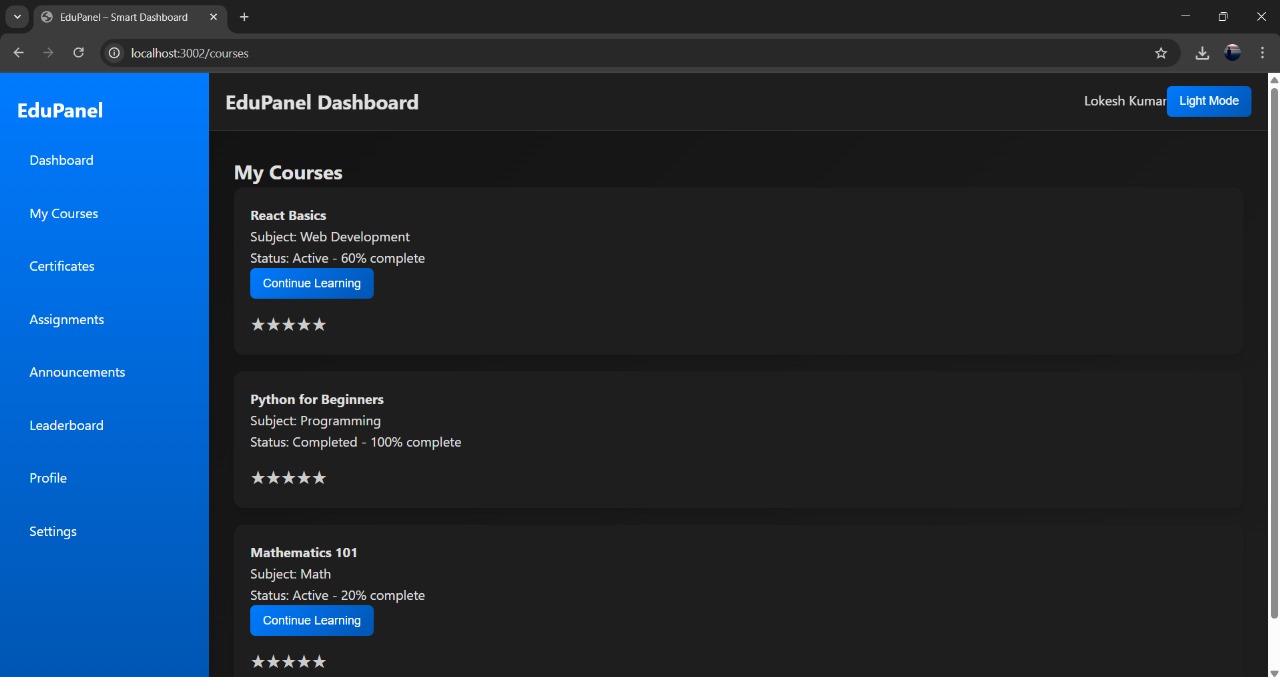 EduPanel – Smart Dashboard
localhost:3002/courses
EduPanel
Dashboard
My Courses
Certificates
Assignments
Announcements
Leaderboard
Profile
Settings
EduPanel Dashboard
Lokesh Kumar
Light Mode
My Courses
React Basics
Subject: Web Development
Status: Active - 60% complete
Continue Learning
★★★★★
Python for Beginners
Subject: Programming
Status: Completed - 100% complete
★★★★★
Mathematics 101
Subject: Math
Status: Active - 20% complete
Continue Learning
★★★★★